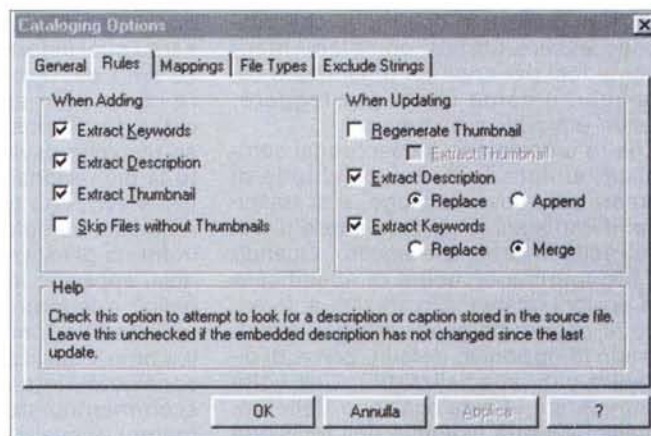 Cataloging Options
General Rules Mappings File Types Exclude Strings
When Adding
Extract Keywords
Extract Description
Extract Thumbnail
Skip Files without Thumbnails
When Updating
Regenerate Thumbnail
Extract Thumbnail
Extract Description
Replace Append
Extract Keywords
Replace Merge
Help
Check this option to attempt to look for a description or caption stored in the source file.
Leave this unchecked if the embedded description has not changed since the last
update.
OK Annulla Applica ?